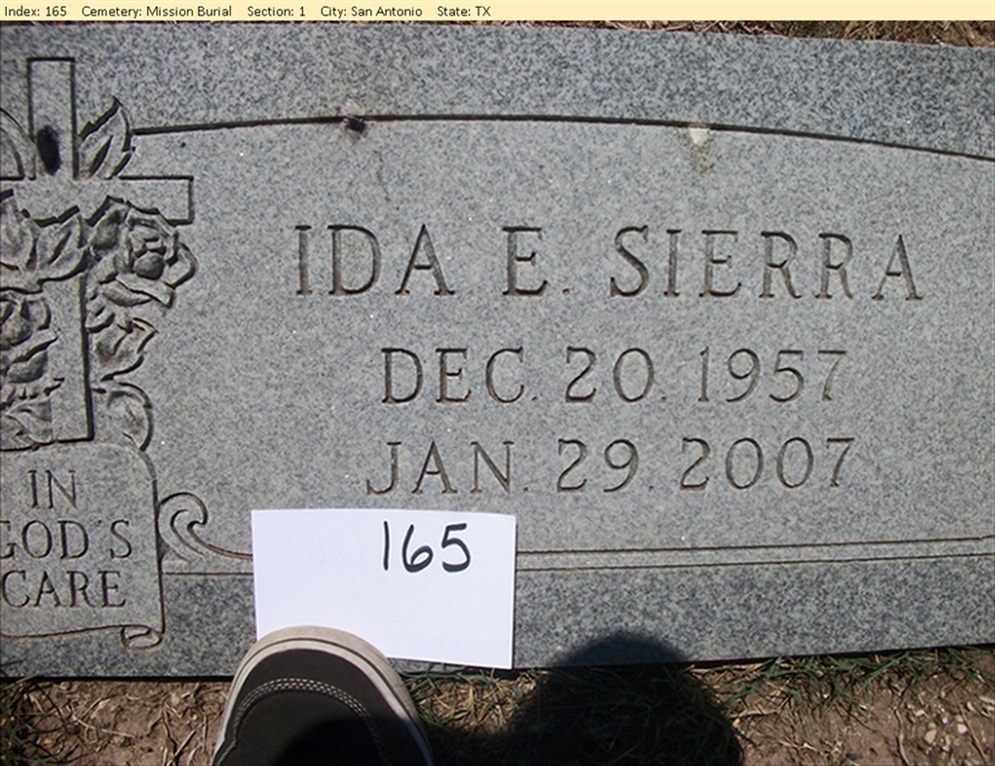 Index: 165 Cemetery: Mission Burial Section: 1 City: San Antonio State: TX
IDA E. SIERRA
DEC. 20. 1957
JAN. 29. 2007
IN
GOD'S
CARE
165